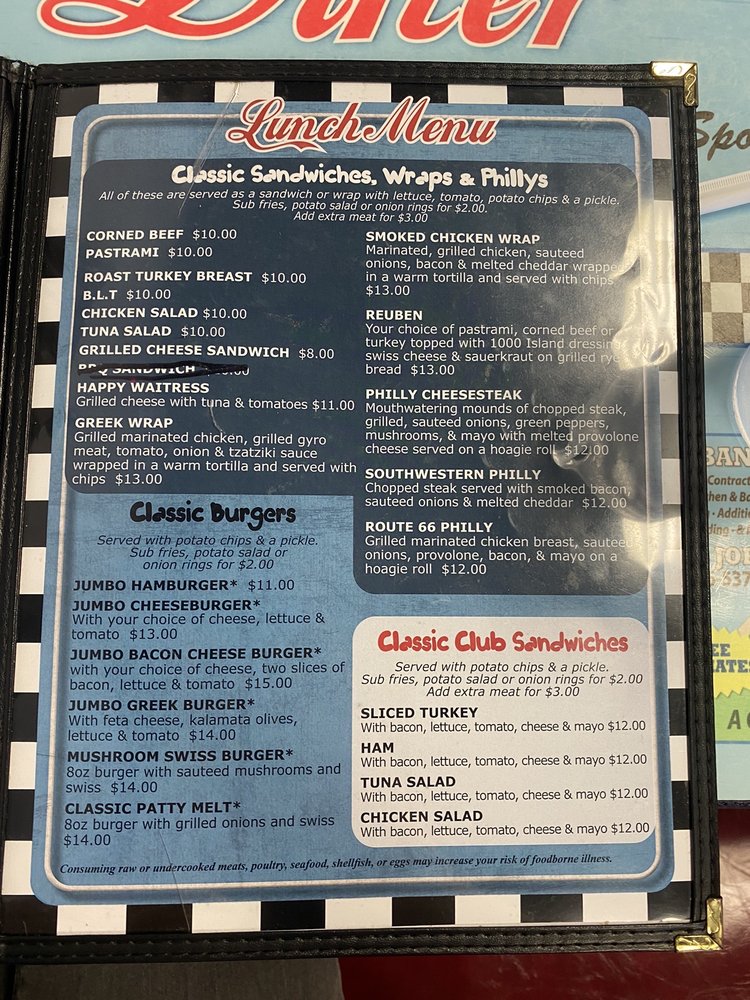 Diner
Lunch Menu
Classic Sandwiches, Wraps & Phillys
All of these are served as a sandwich or wrap with lettuce, tomato, potato chips & a pickle.
Sub fries, potato salad or onion rings for $2.00.
Add extra meat for $3.00
CORNED BEEF $10.00
PASTRAMI $10.00
ROAST TURKEY BREAST $10.00
B.L.T $10.00
CHICKEN SALAD $10.00
TUNA SALAD $10.00
GRILLED CHEESE SANDWICH $8.00
BBQ SANDWICH
HAPPY WAITRESS
Grilled cheese with tuna & tomatoes $11.00
GREEK WRAP
Grilled marinated chicken, grilled gyro
meat, tomato, onion & tzatziki sauce
wrapped in a warm tortilla and served with
chips $13.00
SMOKED CHICKEN WRAP
Marinated, grilled chicken, sauteed
onions, bacon & melted cheddar wrapped
in a warm tortilla and served with chips
$13.00
REUBEN
Your choice of pastrami, corned beef or
turkey topped with 1000 Island dressing
swiss cheese & sauerkraut on grilled rye
bread $13.00
PHILLY CHEESESTEAK
Mouthwatering mounds of chopped steak,
grilled, sauteed onions, green peppers,
mushrooms, & mayo with melted provolone
cheese served on a hoagie roll $12.00
SOUTHWESTERN PHILLY
Chopped steak served with smoked bacon,
sauteed onions & melted cheddar $12.00
ROUTE 66 PHILLY
Grilled marinated chicken breast, sauteed
onions, provolone, bacon, & mayo on a
hoagie roll $12.00
Classic Burgers
Served with potato chips & a pickle.
Sub fries, potato salad or
onion rings for $2.00
JUMBO HAMBURGER* $11.00
JUMBO CHEESEBURGER*
With your choice of cheese, lettuce &
tomato $13.00
JUMBO BACON CHEESE BURGER*
with your choice of cheese, two slices of
bacon, lettuce & tomato $15.00
JUMBO GREEK BURGER*
With feta cheese, kalamata olives,
lettuce & tomato $14.00
MUSHROOM SWISS BURGER*
8oz burger with sauteed mushrooms and
swiss $14.00
CLASSIC PATTY MELT*
8oz burger with grilled onions and swiss
$14.00
Classic Club Sandwiches
Served with potato chips & a pickle.
Sub fries, potato salad or onion rings for $2.00
Add extra meat for $3.00
SLICED TURKEY
With bacon, lettuce, tomato, cheese & mayo $12.00
HAM
With bacon, lettuce, tomato, cheese & mayo $12.00
TUNA SALAD
With bacon, lettuce, tomato, cheese & mayo $12.00
CHICKEN SALAD
With bacon, lettuce, tomato, cheese & mayo $12.00
Consuming raw or undercooked meats, poultry, seafood, shellfish, or eggs may increase your risk of foodborne illness.